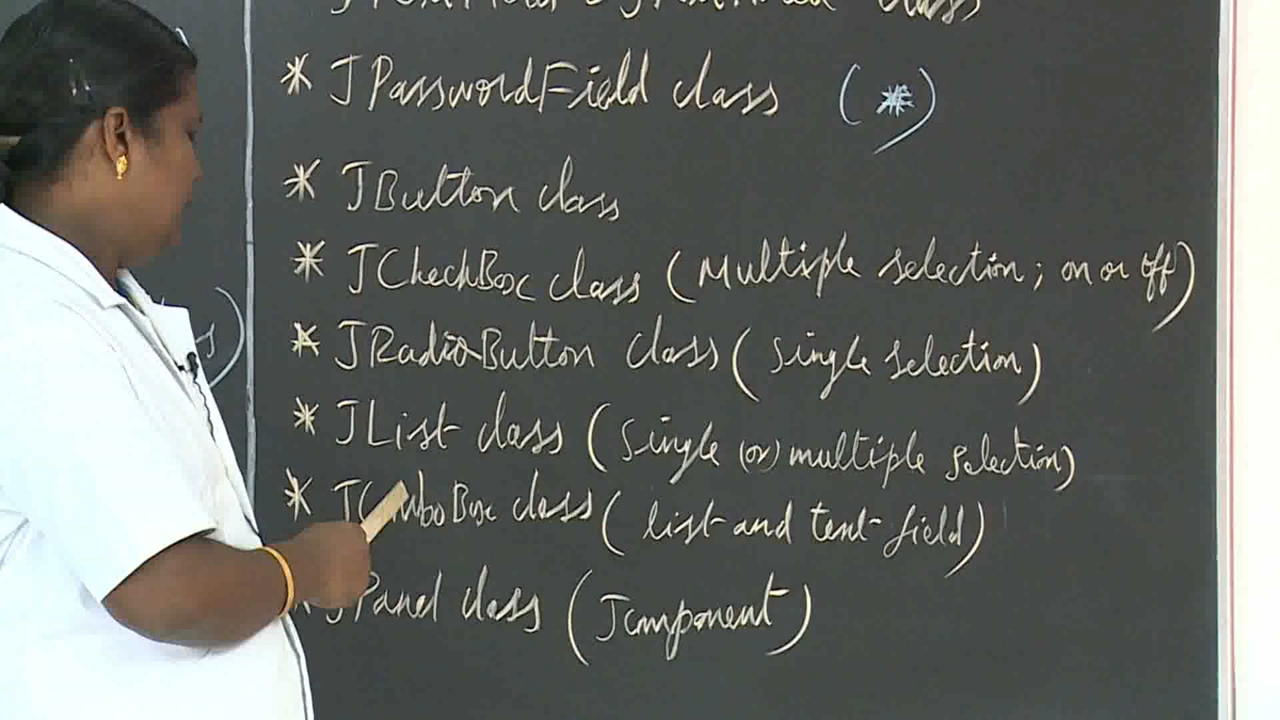 class
* JPasswordField class (*)
* JButton class
* JCheckBox class (Multiple selection; on or off)
* JRadioButton class (Single selection)
* JList class (Single (or) multiple selection)
* JComboBox class (list and text field)
* JPanel class (Jcomponent)